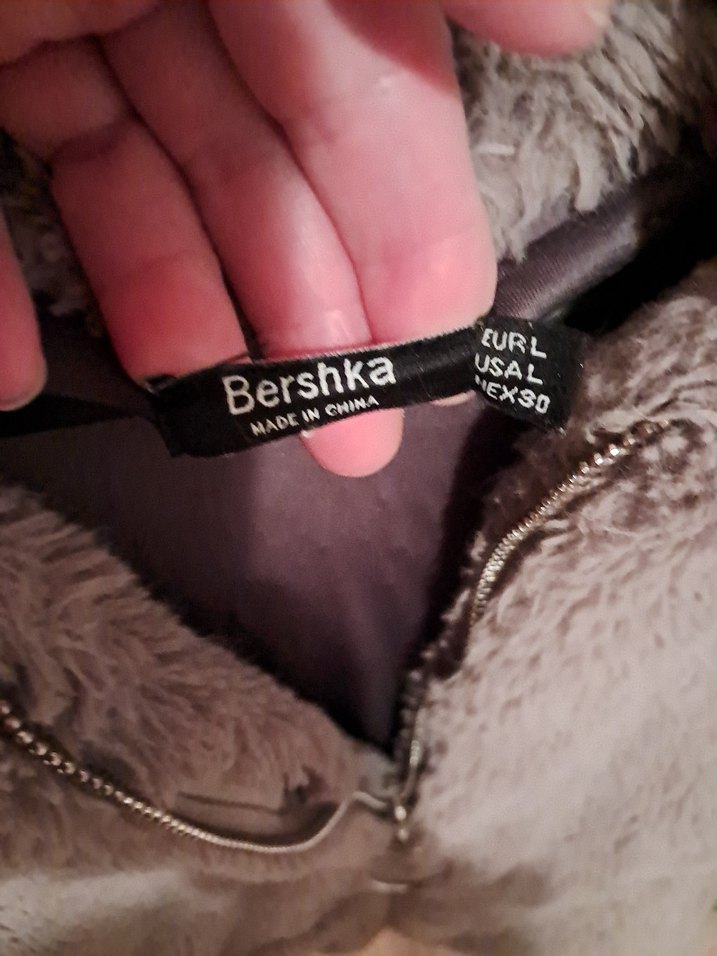 Bershka
MADE IN CHINA
EUR L
USA L
MEX 30